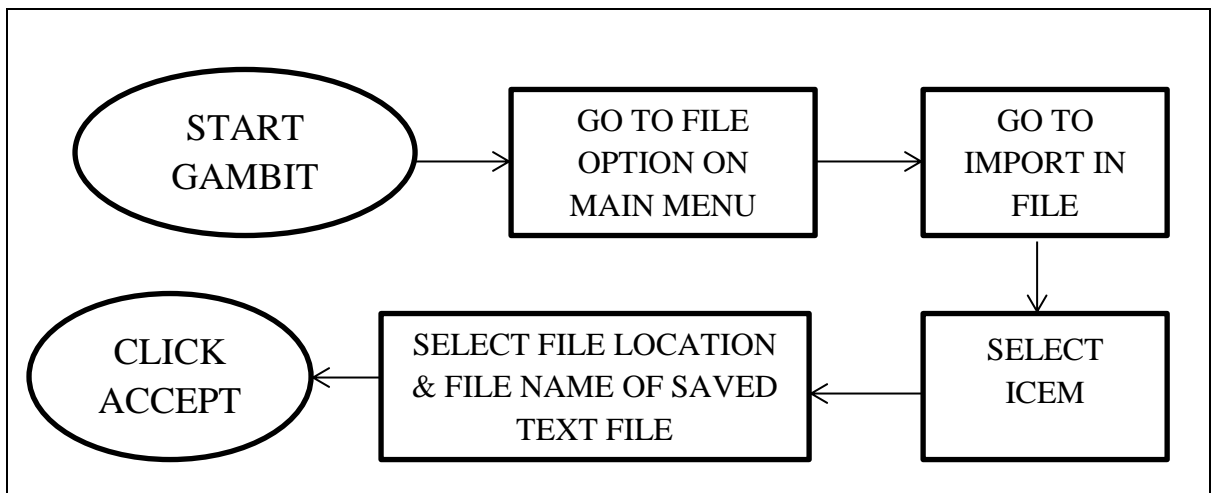 START
GAMBIT
GO TO FILE
OPTION ON
MAIN MENU
GO TO
IMPORT IN
FILE
SELECT
ICEM
SELECT FILE LOCATION
& FILE NAME OF SAVED
TEXT FILE
CLICK
ACCEPT